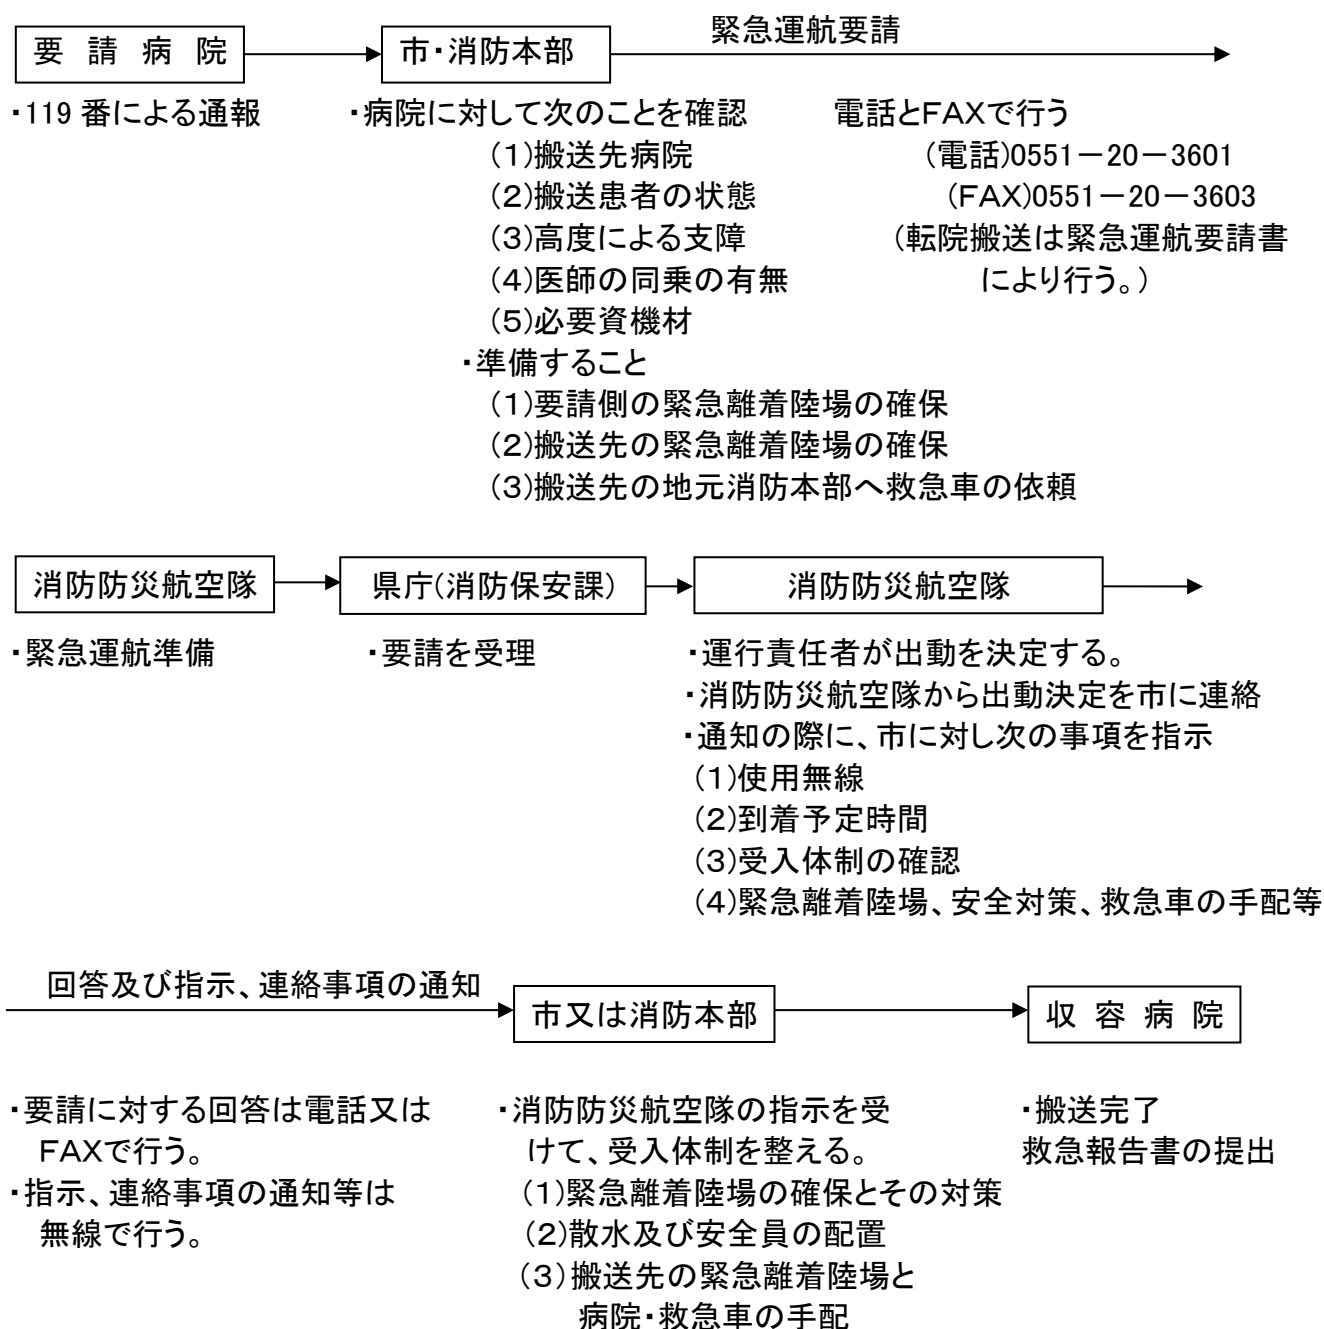 緊急運航要請
要 請 病 院
市・消防本部
・119 番による通報
・病院に対して次のことを確認
(1)搬送先病院
(2)搬送患者の状態
(3)高度による支障
(4)医師の同乗の有無
(5)必要資機材
・準備すること
(1)要請側の緊急離着陸場の確保
(2)搬送先の緊急離着陸場の確保
(3)搬送先の地元消防本部へ救急車の依頼
電話とFAXで行う
(電話)0551－20－3601
(FAX)0551－20－3603
(転院搬送は緊急運航要請書
により行う。)
消防防災航空隊
・緊急運航準備
県庁(消防保安課)
・要請を受理
消防防災航空隊
・運行責任者が出動を決定する。
・消防防災航空隊から出動決定を市に連絡
・通知の際に、市に対し次の事項を指示
(1)使用無線
(2)到着予定時間
(3)受入体制の確認
(4)緊急離着陸場、安全対策、救急車の手配等
回答及び指示、連絡事項の通知
・要請に対する回答は電話又は
FAXで行う。
・指示、連絡事項の通知等は
無線で行う。
市又は消防本部
・消防防災航空隊の指示を受
けて、受入体制を整える。
(1)緊急離着陸場の確保とその対策
(2)散水及び安全員の配置
(3)搬送先の緊急離着陸場と
病院・救急車の手配
収 容 病 院
・搬送完了
救急報告書の提出